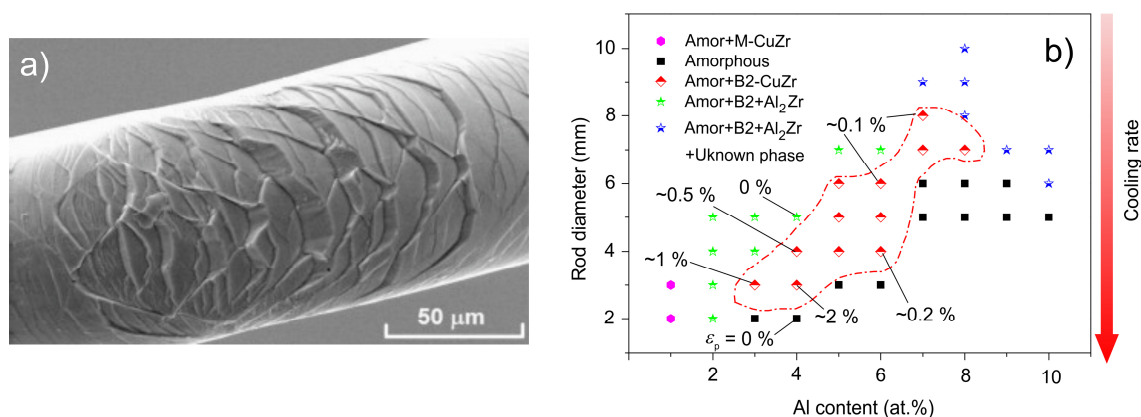 a)
50 µm
b)
Amor+M-CuZr
Amorphous
Amor+B2-CuZr
Amor+B2+Al₂Zr
Amor+B2+Al₂Zr
+Uknown phase
Rod diameter (mm)
10
8
6
4
2
~0.1 %
0 %
~0.5 %
~1 %
~2 %
~0.2 %
εₚ = 0 %
2
4
6
8
10
Al content (at.%)
Cooling rate